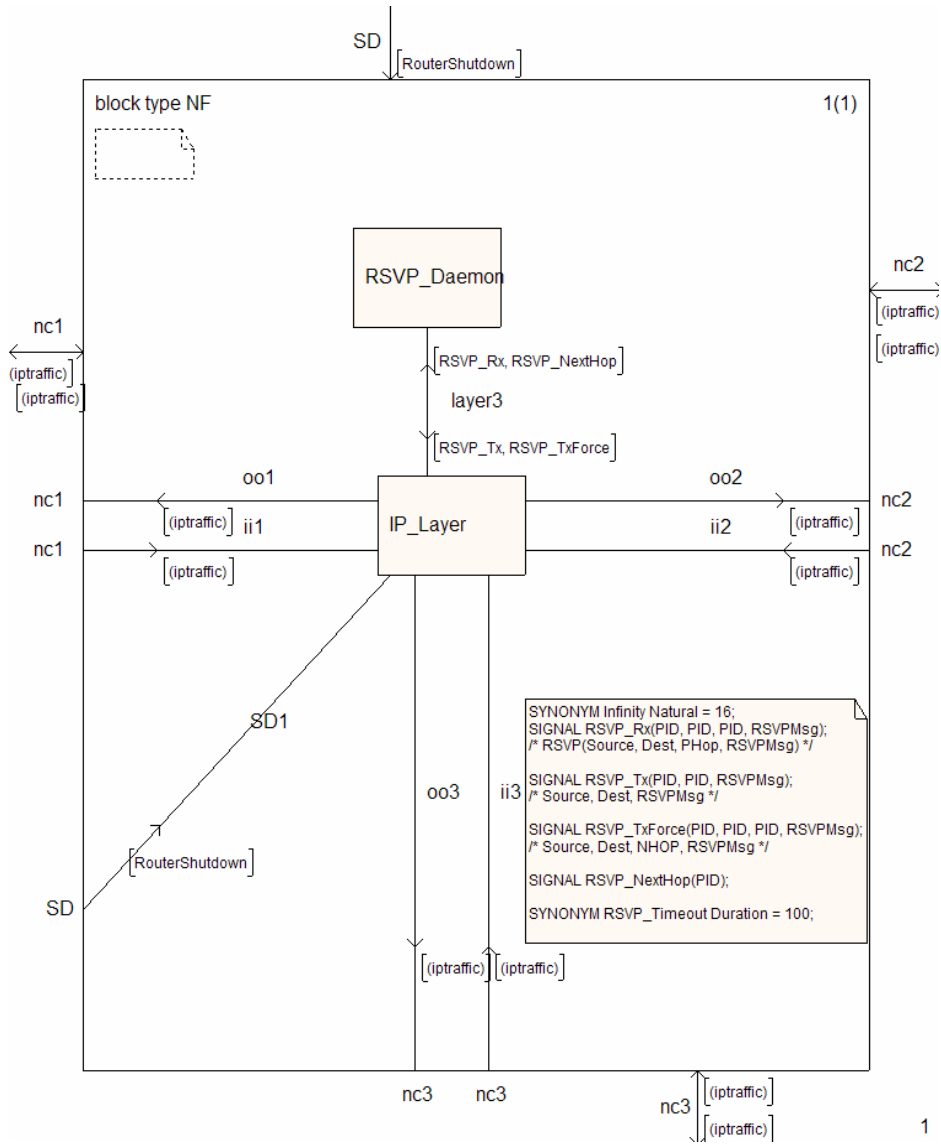 SD
[RouterShutdown]
block type NF
1(1)
RSVP_Daemon
nc2
[(iptraffic)]
[(iptraffic)]
nc1
(iptraffic)]
[(iptraffic)]
[RSVP_Rx, RSVP_NextHop]
layer3
[RSVP_Tx, RSVP_TxForce]
oo1
oo2
nc1
IP_Layer
nc2
[(iptraffic)]
[(iptraffic)]
ii1
ii2
nc1
nc2
[(iptraffic)]
[(iptraffic)]
SD1
SYNONYM Infinity Natural = 16;
SIGNAL RSVP_Rx(PID, PID, PID, RSVPMsg);
/* RSVP(Source, Dest, PHop, RSVPMsg) */
SIGNAL RSVP_Tx(PID, PID, RSVPMsg);
/* Source, Dest, RSVPMsg */
SIGNAL RSVP_TxForce(PID, PID, PID, RSVPMsg);
/* Source, Dest, NHOP, RSVPMsg */
SIGNAL RSVP_NextHop(PID);
SYNONYM RSVP_Timeout Duration = 100;
oo3
ii3
[RouterShutdown]
SD
[(iptraffic)]
[(iptraffic)]
nc3
nc3
nc3
[(iptraffic)]
[(iptraffic)]
1